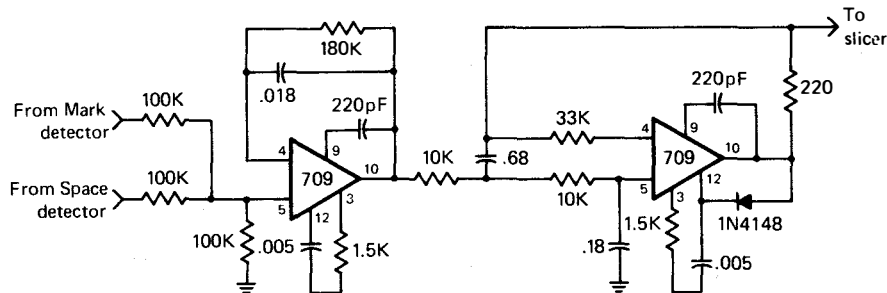 To
slicer
180K
.018
220pF
220pF
220
From Mark
detector
100K
33K
4
9
10
709
4
9
10
709
10K
.68
From Space
detector
100K
5
12
3
10K
5
3
12
1.5K
1N4148
100K
.005
1.5K
.18
.005